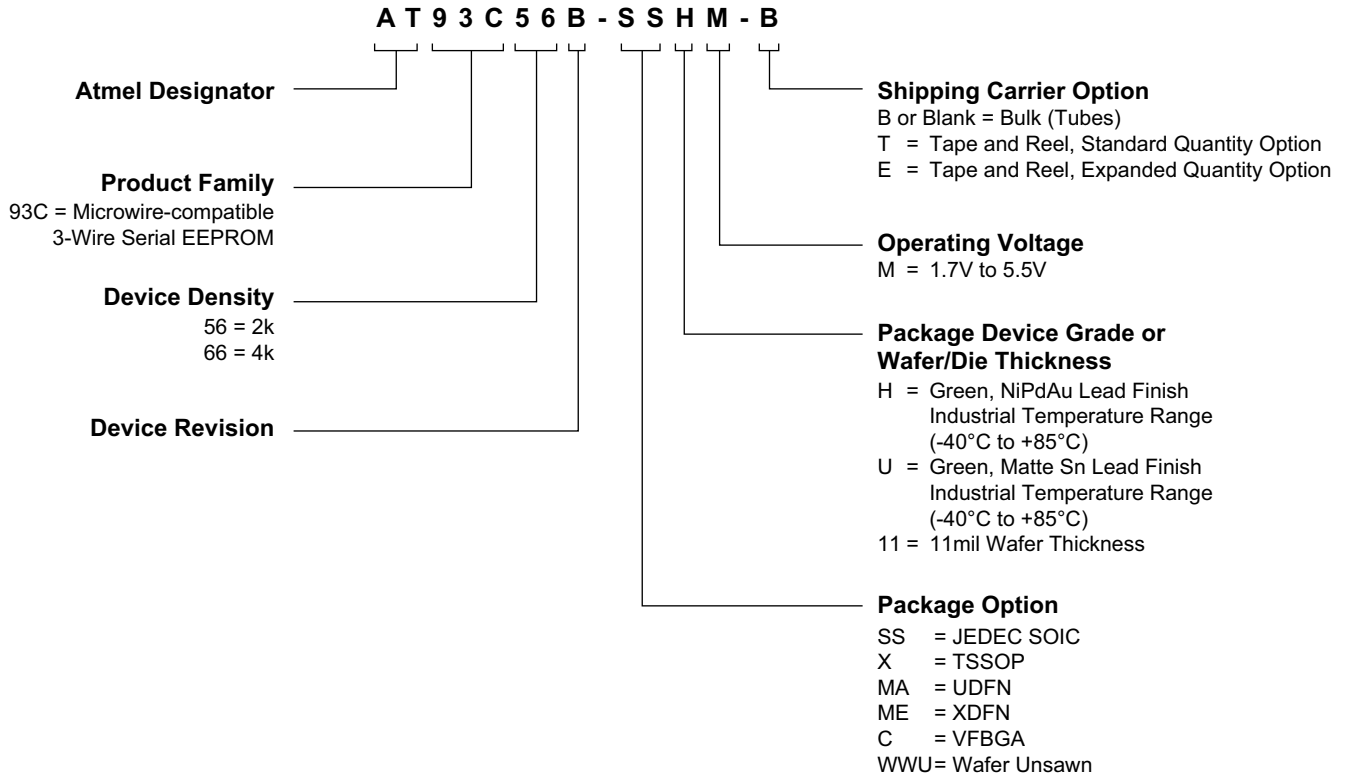 AT93C56B-SSHM-B
Atmel Designator
Product Family
93C = Microwire-compatible
3-Wire Serial EEPROM
Device Density
56 = 2k
66 = 4k
Device Revision
Shipping Carrier Option
B or Blank = Bulk (Tubes)
T = Tape and Reel, Standard Quantity Option
E = Tape and Reel, Expanded Quantity Option
Operating Voltage
M = 1.7V to 5.5V
Package Device Grade or
Wafer/Die Thickness
H = Green, NiPdAu Lead Finish
Industrial Temperature Range
(-40°C to +85°C)
U = Green, Matte Sn Lead Finish
Industrial Temperature Range
(-40°C to +85°C)
11 = 11mil Wafer Thickness
Package Option
SS = JEDEC SOIC
X = TSSOP
MA = UDFN
ME = XDFN
C = VFBGA
WWU= Wafer Unsawn